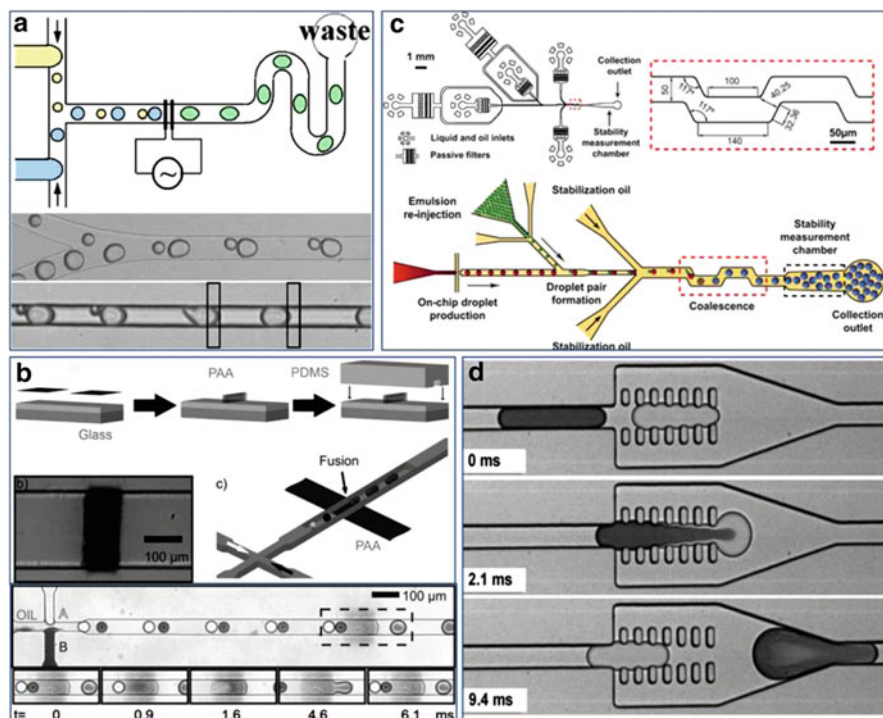 a
waste
~
c
1 mm
Collection
outlet
Liquid and oil inlets
Passive filters
Stability
measurement
chamber
50
117º
117º
100
140
40.25
32.36
50µm
Emulsion
re-injection
Stabilization oil
Stability
measurement
chamber
On-chip droplet
production
Droplet pair
formation
Coalescence
Collection
outlet
Stabilization oil
b
PAA
PDMS
Glass
b)
100 µm
c)
Fusion
PAA
100 µm
OIL
A
B
t= 0 0.9 1.6 4.6 6.1 ms
d
0 ms
2.1 ms
9.4 ms